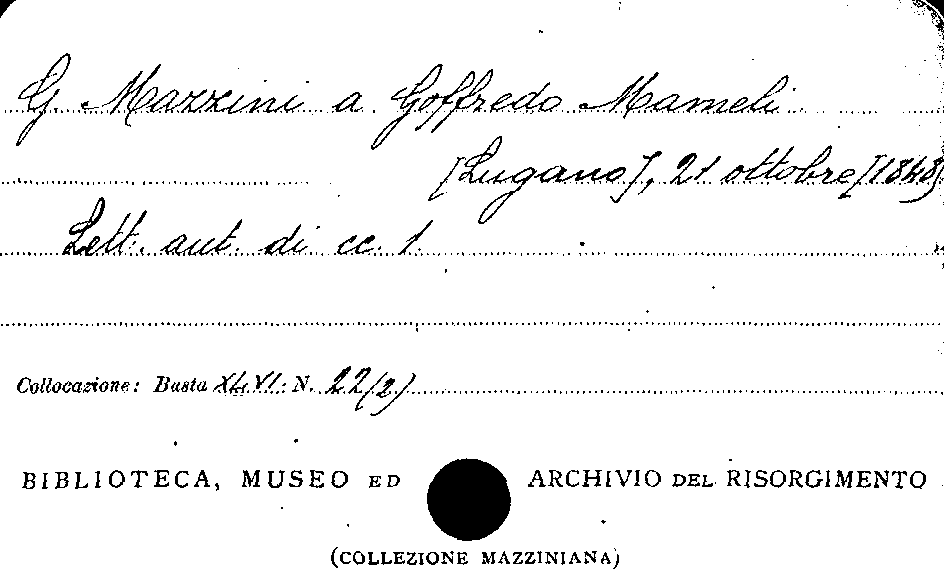 G. Mazzini a Goffredo Mameli
[Lugano], 21 ottobre [1848]
Lett. aut. di cc. 1.
Collocazione: Busta XLVI. N. 22(2)
BIBLIOTECA, MUSEO ED ARCHIVIO DEL RISORGIMENTO
(COLLEZIONE MAZZINIANA)